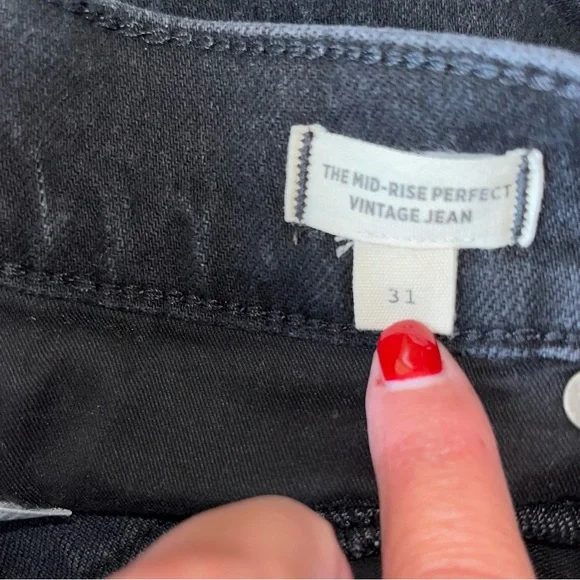 THE MID-RISE PERFECT
VINTAGE JEAN
31